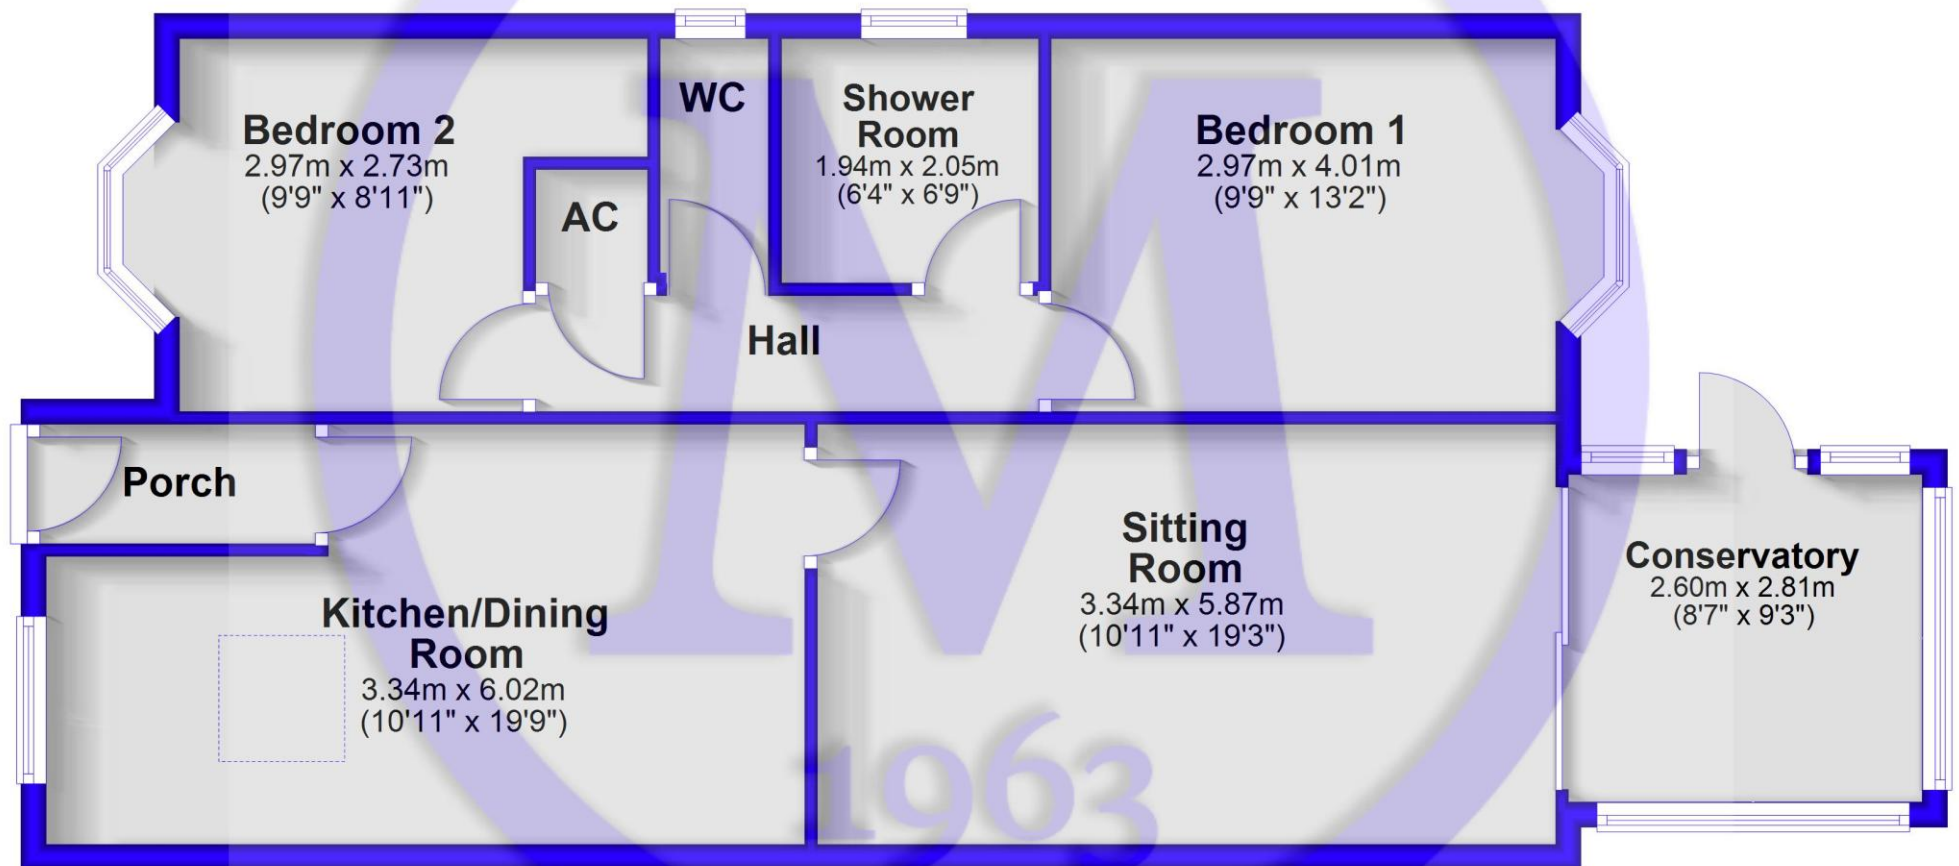 Bedroom 2
2.97m x 2.73m
(9'9" x 8'11")
WC
Shower
Room
1.94m x 2.05m
(6'4" x 6'9")
Bedroom 1
2.97m x 4.01m
(9'9" x 13'2")
AC
Hall
Porch
Kitchen/Dining
Room
3.34m x 6.02m
(10'11" x 19'9")
Sitting
Room
3.34m x 5.87m
(10'11" x 19'3")
Conservatory
2.60m x 2.81m
(8'7" x 9'3")
M
1963